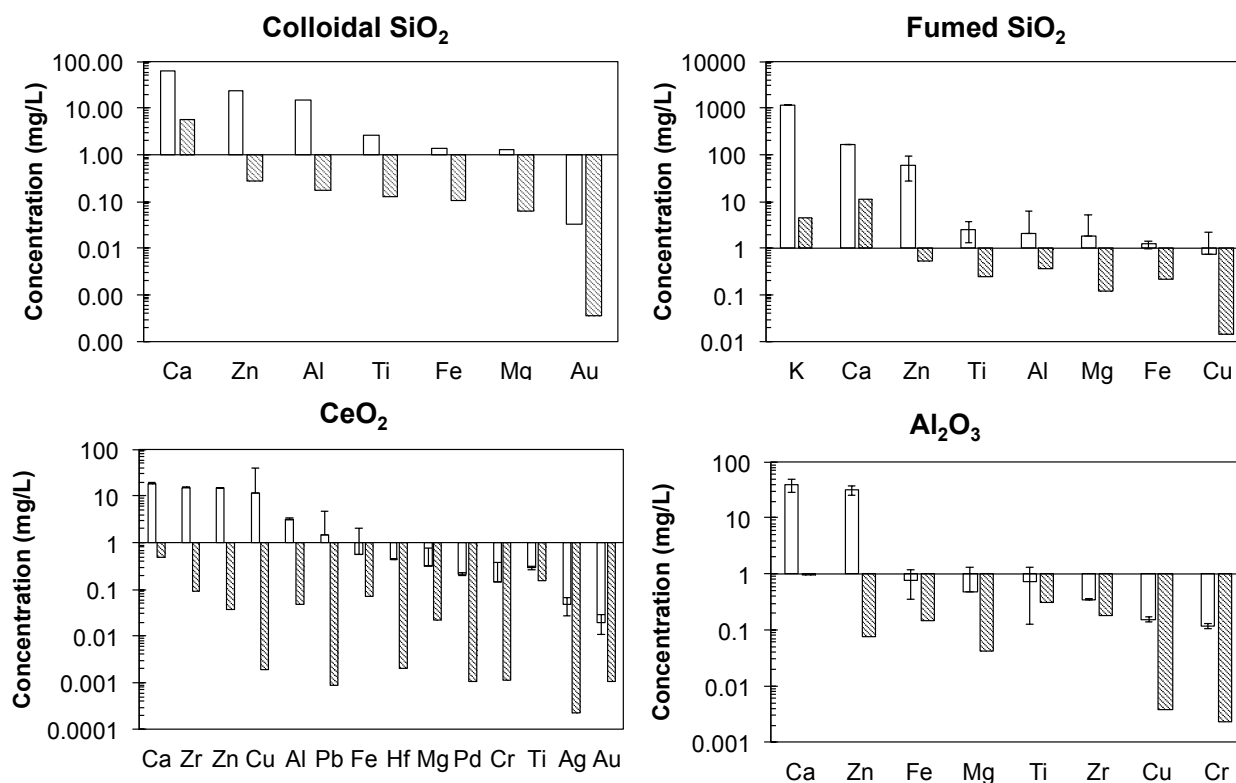 Colloidal SiO₂
Concentration (mg/L)
100.00
10.00
1.00
0.10
0.01
0.00
0.00
Ca Zn Al Ti Fe Mg Au
Fumed SiO₂
Concentration (mg/L)
10000
1000
100
10
1
0.1
0.01
K Ca Zn Ti Al Mg Fe Cu
CeO₂
Concentration (mg/L)
100
10
1
0.1
0.01
0.001
0.0001
Ca Zr Zn Cu Al Pb Fe Hf Mg Pd Cr Ti Ag Au
Al₂O₃
Concentration (mg/L)
100
10
1
0.1
0.01
0.001
Ca Zn Fe Mg Ti Zr Cu Cr